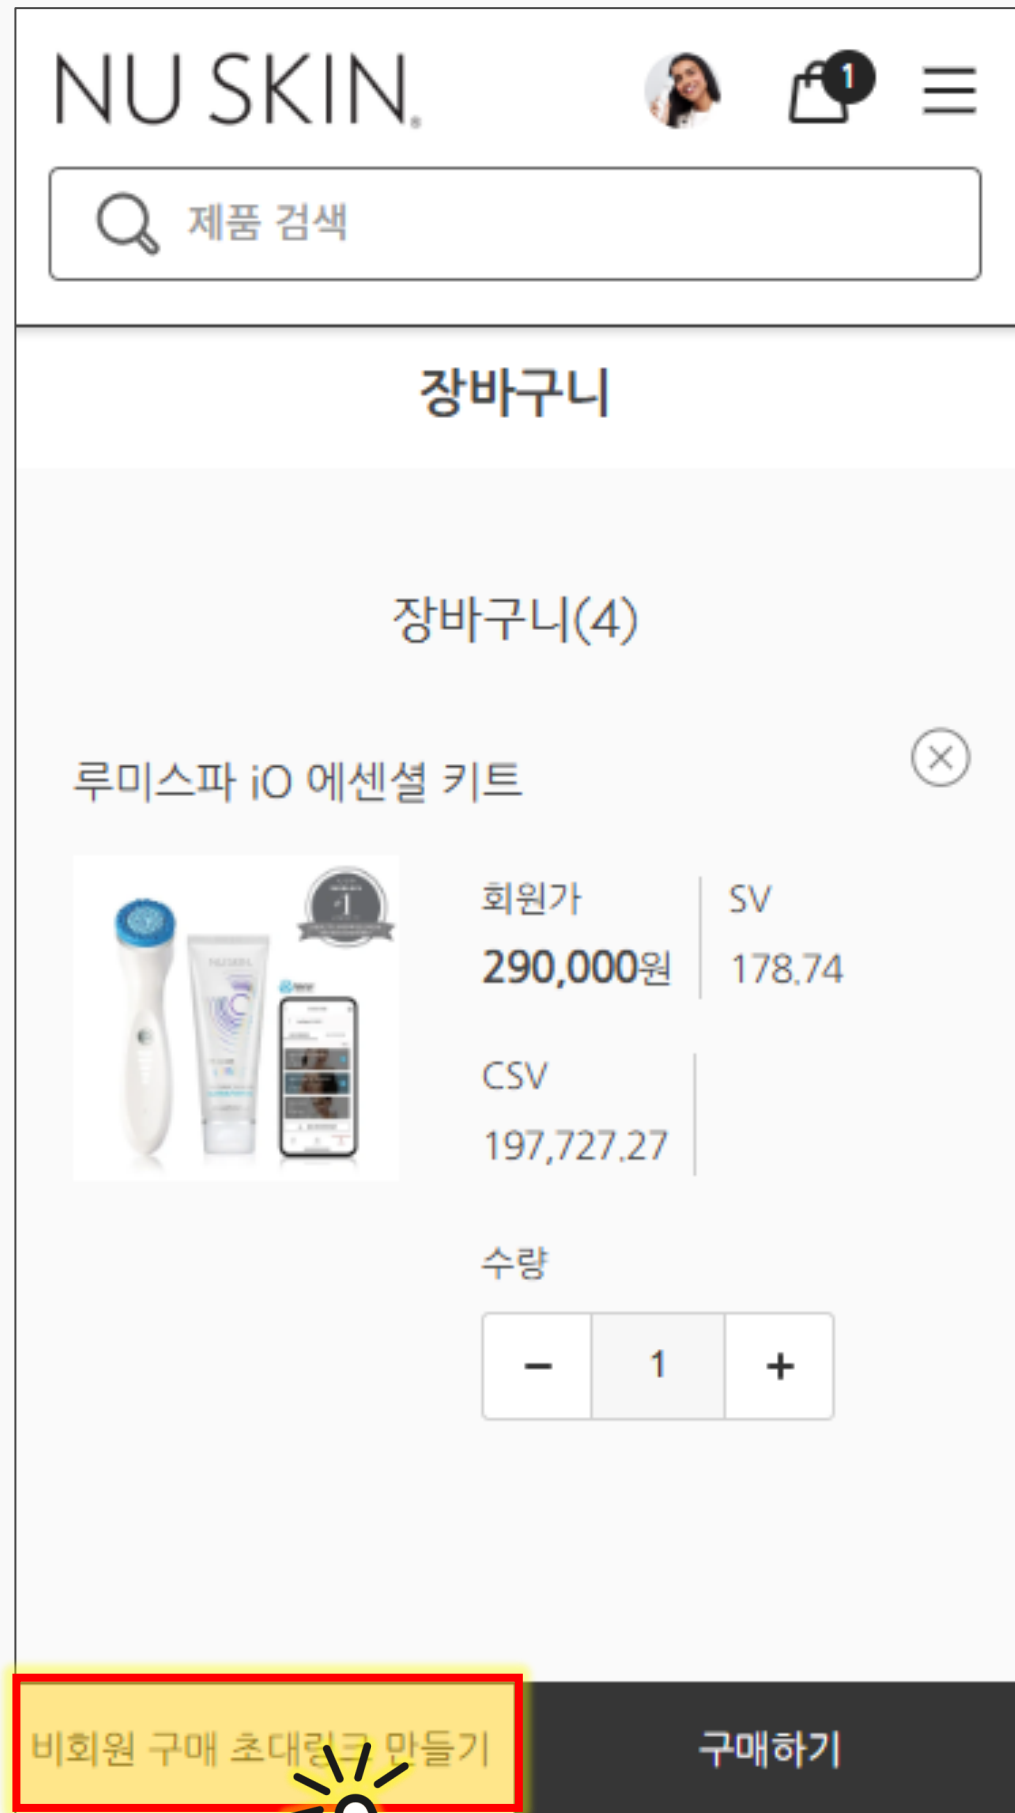 NU SKIN®
1
제품 검색
장바구니
장바구니(4)
루미스파 iO 에센셜 키트
회원가
SV
290,000원
178.74
CSV
197,727.27
수량
− 1 +
비회원 구매 초대링크 만들기
구매하기